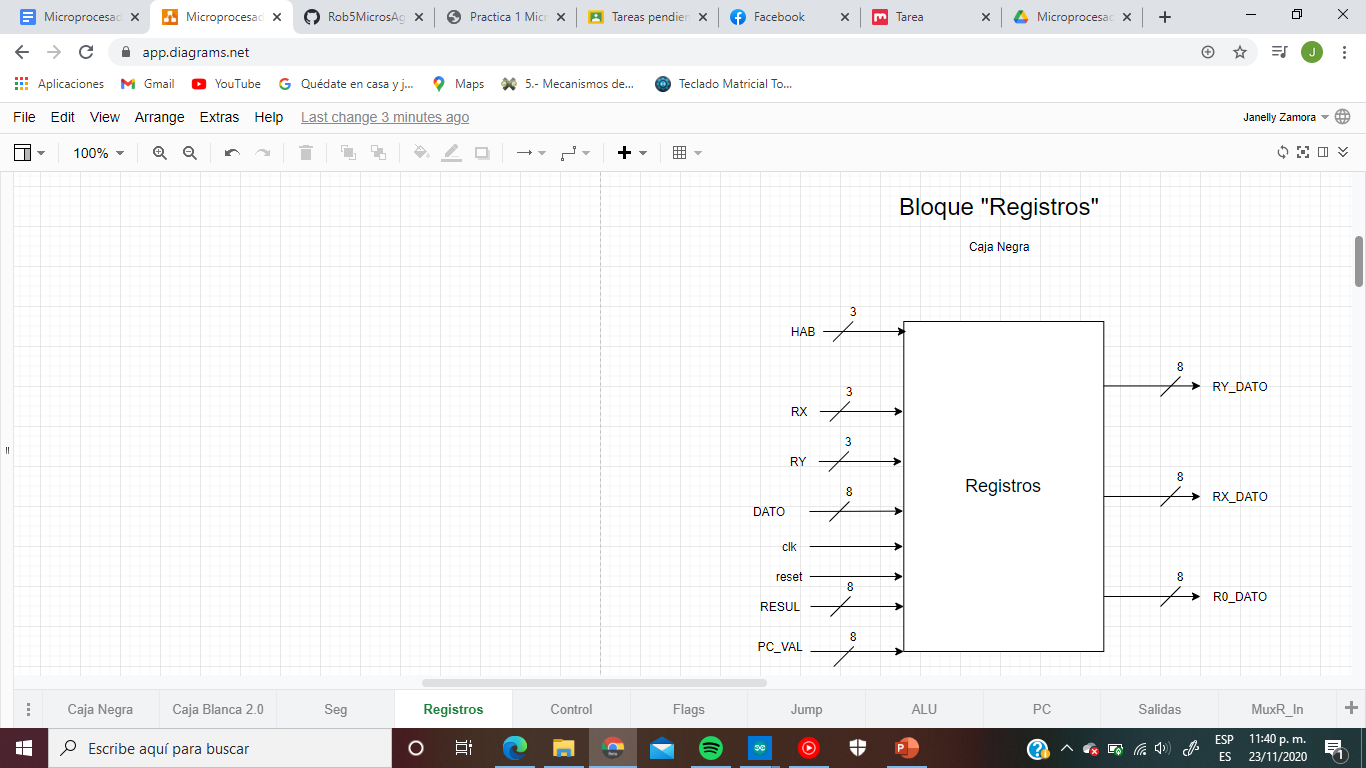 Microprocesad
Microprocesad
Rob5MicrosAg
Practica 1 Micr
Tareas pendien
Facebook
Tarea
Microprocesad
app.diagrams.net
J
Aplicaciones
Gmail
YouTube
Quédate en casa y j...
Maps
5.- Mecanismos de...
Teclado Matricial To...
File Edit View Arrange Extras Help Last change 3 minutes ago
Janelly Zamora
100%
Bloque "Registros"
Caja Negra
3
HAB
8
RY_DATO
3
RX
3
RY
8
RX_DATO
8
DATO
Registros
clk
reset
8
RESUL
8
R0_DATO
8
PC_VAL
Caja Negra
Caja Blanca 2.0
Seg
Registros
Control
Flags
Jump
ALU
PC
Salidas
MuxR_In
Escribe aquí para buscar
ESP
ES
11:40 p. m.
23/11/2020
1